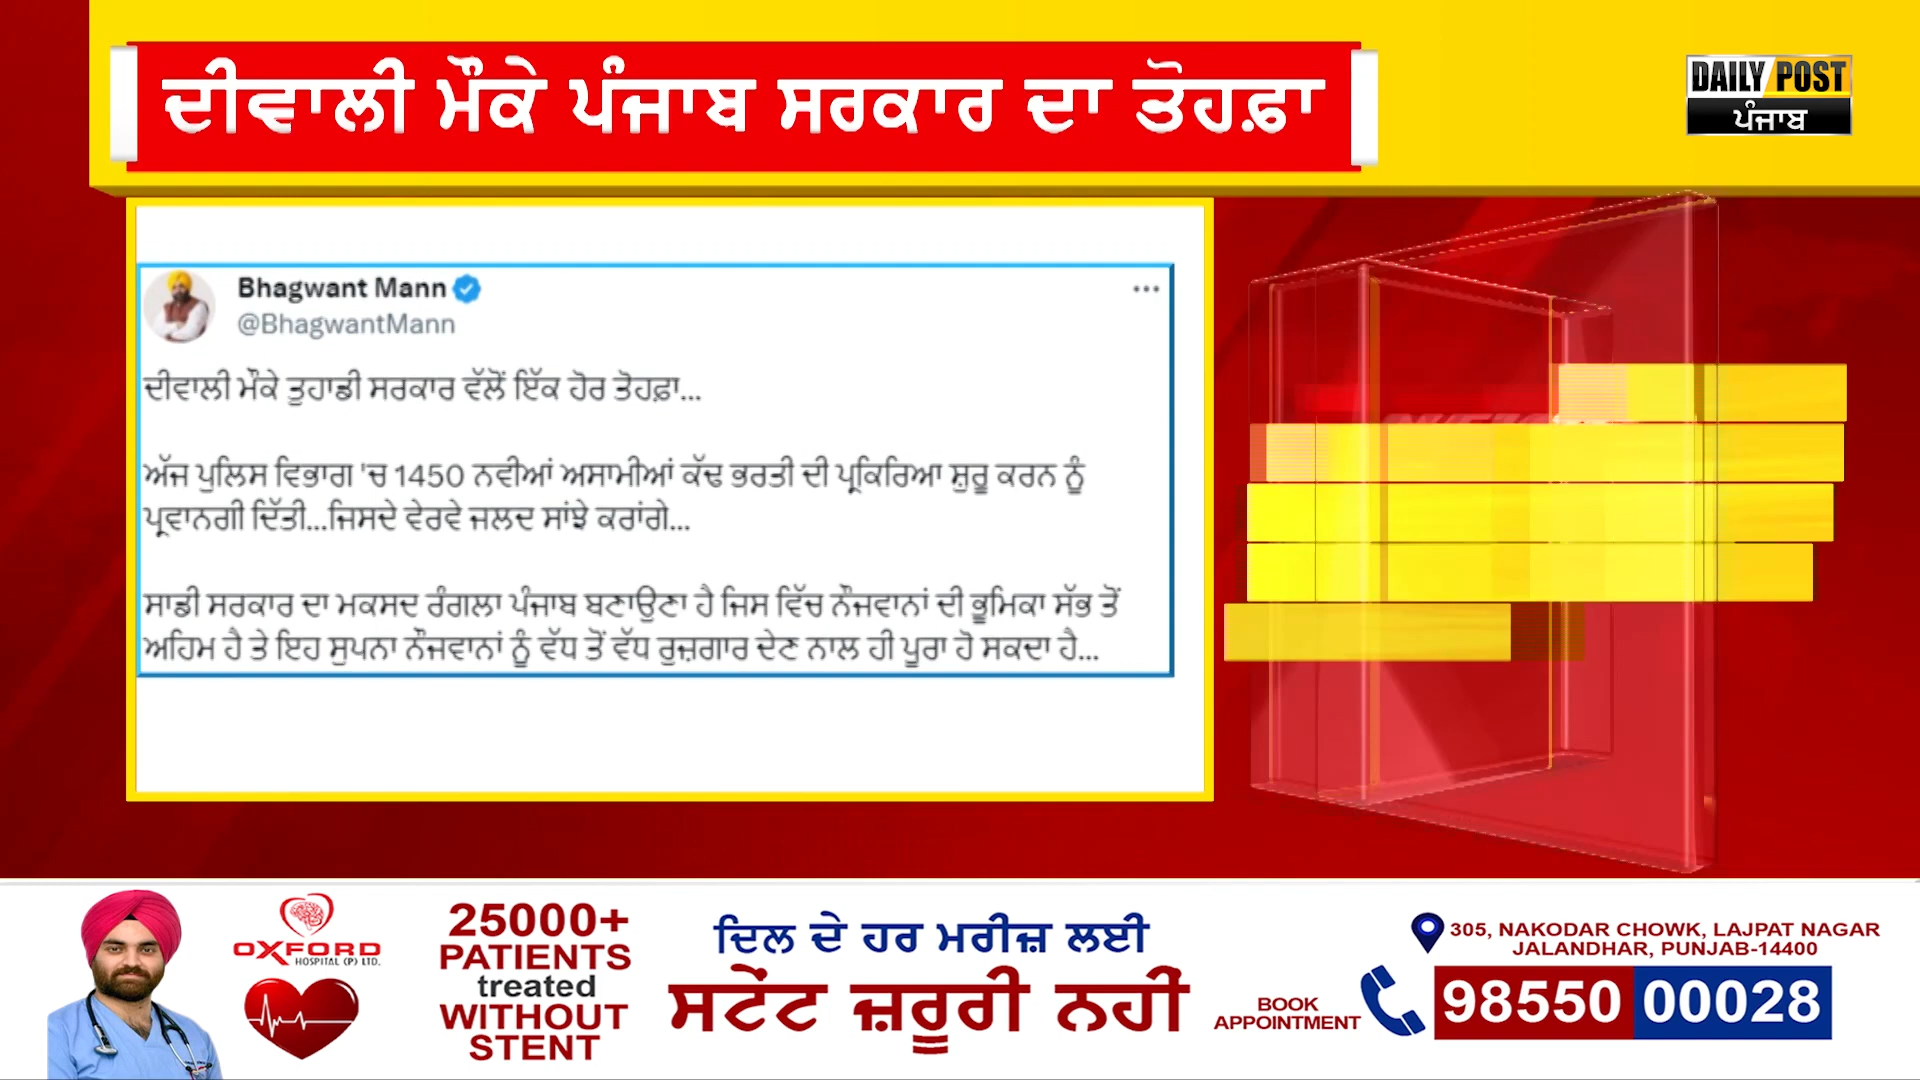 ਦੀਵਾਲੀ ਮੌਕੇ ਪੰਜਾਬ ਸਰਕਾਰ ਦਾ ਤੋਹਫ਼ਾ
DAILY POST
ਪੰਜਾਬ
Bhagwant Mann
@BhagwantMann
ਦੀਵਾਲੀ ਮੌਕੇ ਤੁਹਾਡੀ ਸਰਕਾਰ ਵੱਲੋਂ ਇੱਕ ਹੋਰ ਤੋਹਫ਼ਾ...
ਅੱਜ ਪੁਲਿਸ ਵਿਭਾਗ 'ਚ 1450 ਨਵੀਆਂ ਅਸਾਮੀਆਂ ਕੱਢ ਭਰਤੀ ਦੀ ਪ੍ਰਕਿਰਿਆ ਸ਼ੁਰੂ ਕਰਨ ਨੂੰ
ਪ੍ਰਵਾਨਗੀ ਦਿੱਤੀ...ਜਿਸਦੇ ਵੇਰਵੇ ਜਲਦ ਸਾਂਝੇ ਕਰਾਂਗੇ...
ਸਾਡੀ ਸਰਕਾਰ ਦਾ ਮਕਸਦ ਰੰਗਲਾ ਪੰਜਾਬ ਬਣਾਉਣਾ ਹੈ ਜਿਸ ਵਿੱਚ ਨੌਜਵਾਨਾਂ ਦੀ ਭੂਮਿਕਾ ਸੱਭ ਤੋਂ
ਅਹਿਮ ਹੈ ਤੇ ਇਹ ਸੁਪਨਾ ਨੌਜਵਾਨਾਂ ਨੂੰ ਵੱਧ ਤੋਂ ਵੱਧ ਰੁਜ਼ਗਾਰ ਦੇਣ ਨਾਲ ਹੀ ਪੂਰਾ ਹੋ ਸਕਦਾ ਹੈ...
OXFORD
HOSPITAL (P) LTD.
25000+
PATIENTS
treated
WITHOUT
STENT
ਦਿਲ ਦੇ ਹਰ ਮਰੀਜ਼ ਲਈ
ਸਟੇਂਟ ਜ਼ਰੂਰੀ ਨਹੀਂ
305, NAKODAR CHOWK, LAJPAT NAGAR
JALANDHAR, PUNJAB-14400
BOOK
APPOINTMENT
98550 00028